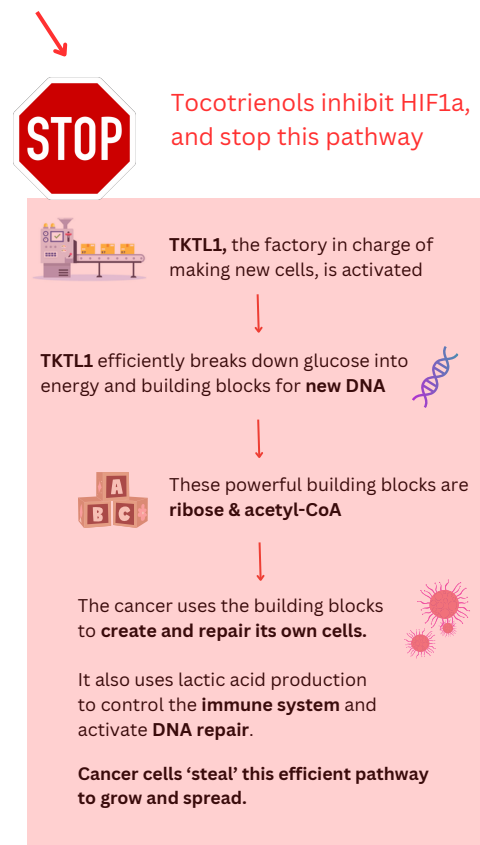 STOP
Tocotrienols inhibit HIF1a,
and stop this pathway
TKTL1, the factory in charge of
making new cells, is activated
TKTL1 efficiently breaks down glucose into
energy and building blocks for new DNA
These powerful building blocks are
ribose & acetyl-CoA
A
B C
The cancer uses the building blocks
to create and repair its own cells.
It also uses lactic acid production
to control the immune system and
activate DNA repair.
Cancer cells ‘steal’ this efficient pathway
to grow and spread.